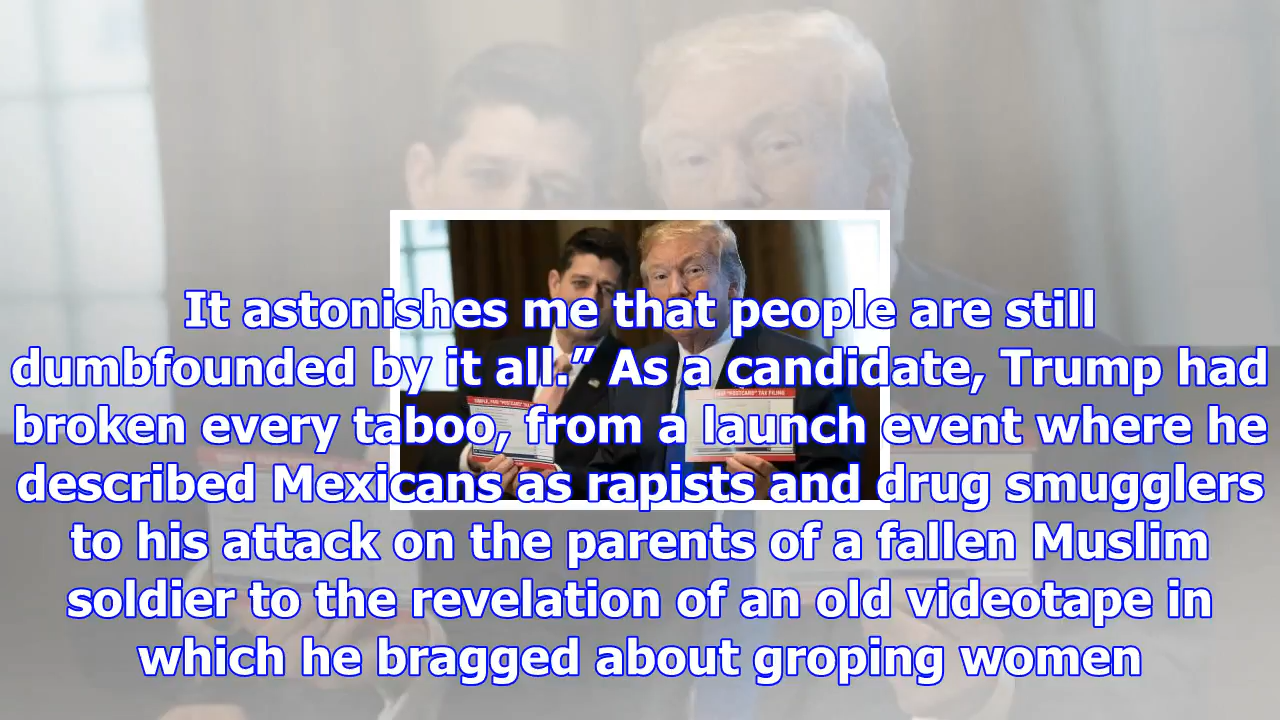 It astonishes me that people are still
dumbfounded by it all.” As a candidate, Trump had
broken every taboo, from a launch event where he
described Mexicans as rapists and drug smugglers
to his attack on the parents of a fallen Muslim
soldier to the revelation of an old videotape in
which he bragged about groping women